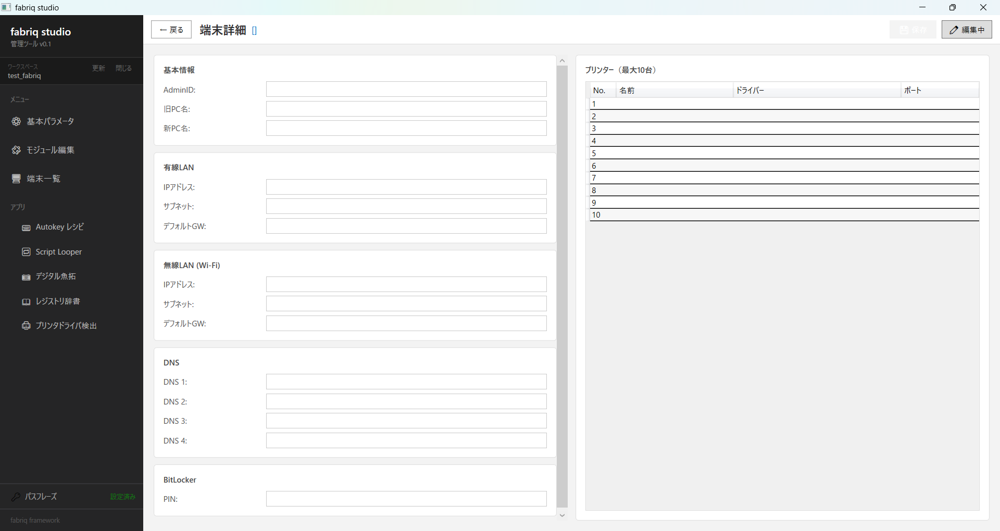 fabriq studio
fabriq studio
管理ツール v0.1
ワークスペース
test_fabriq
更新
閉じる
メニュー
基本パラメータ
モジュール編集
端末一覧
アプリ
Autokey レシピ
Script Looper
デジタル魚拓
レジストリ辞書
プリンタドライバ検出
パスフレーズ
設定済み
fabriq framework
← 戻る
端末詳細 []
保存
編集中
基本情報
AdminID:
旧PC名:
新PC名:
有線LAN
IPアドレス:
サブネット:
デフォルトGW:
無線LAN (Wi-Fi)
IPアドレス:
サブネット:
デフォルトGW:
DNS
DNS 1:
DNS 2:
DNS 3:
DNS 4:
BitLocker
PIN:
プリンター（最大10台）
No. 名前 ドライバー ポート
1
2
3
4
5
6
7
8
9
10